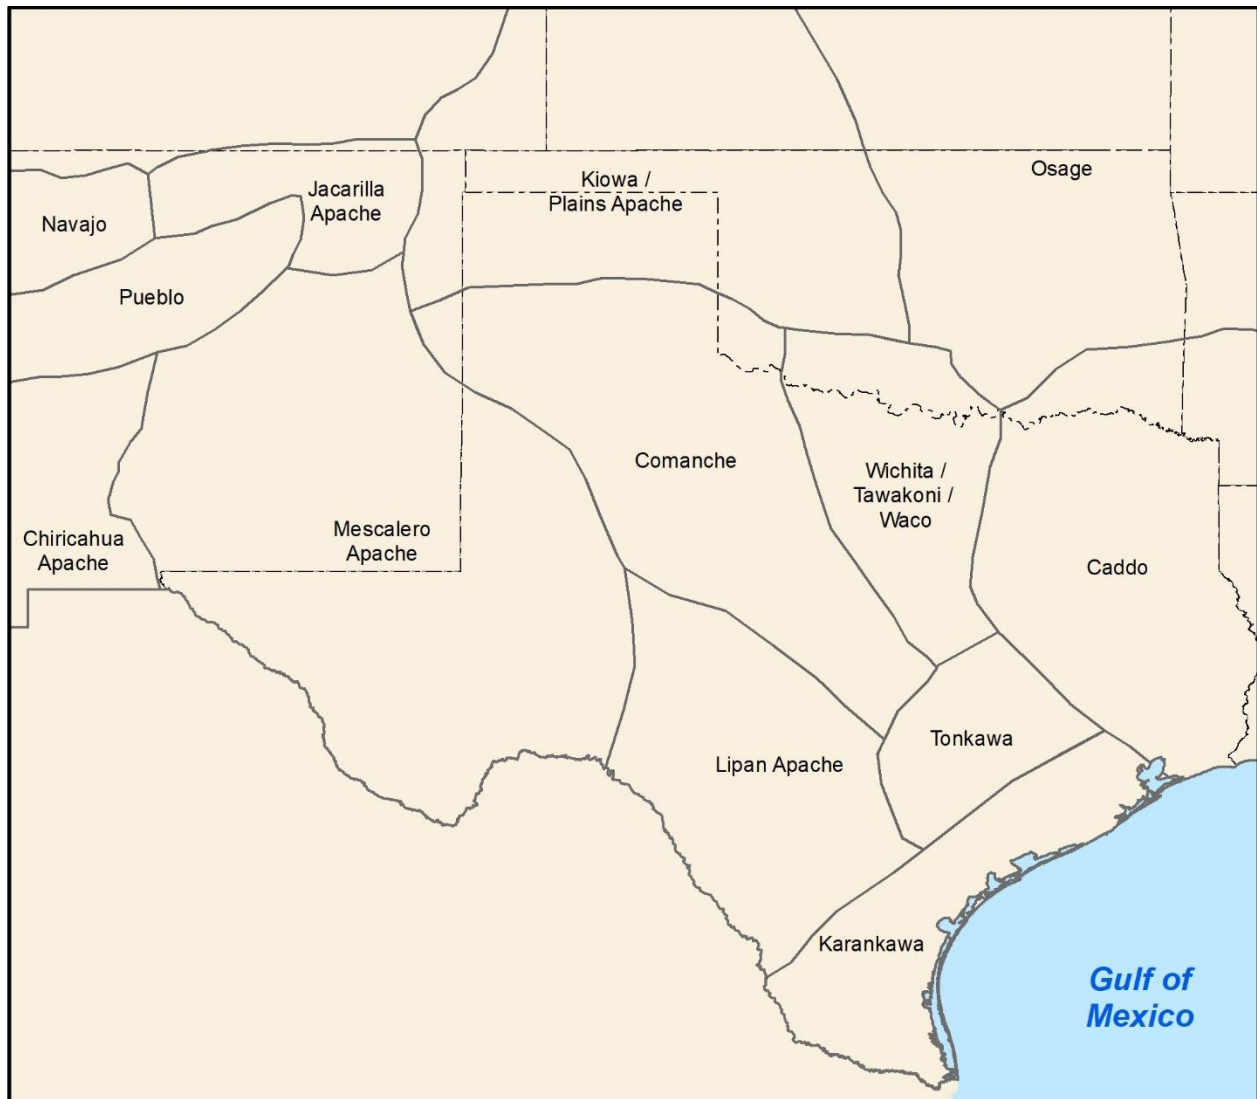 Osage
Kiowa /
Plains Apache
Jacarilla
Apache
Navajo
Pueblo
Comanche
Wichita /
Tawakoni /
Waco
Mescalero
Apache
Chiricahua
Apache
Caddo
Tonkawa
Lipan Apache
Karankawa
Gulf of
Mexico